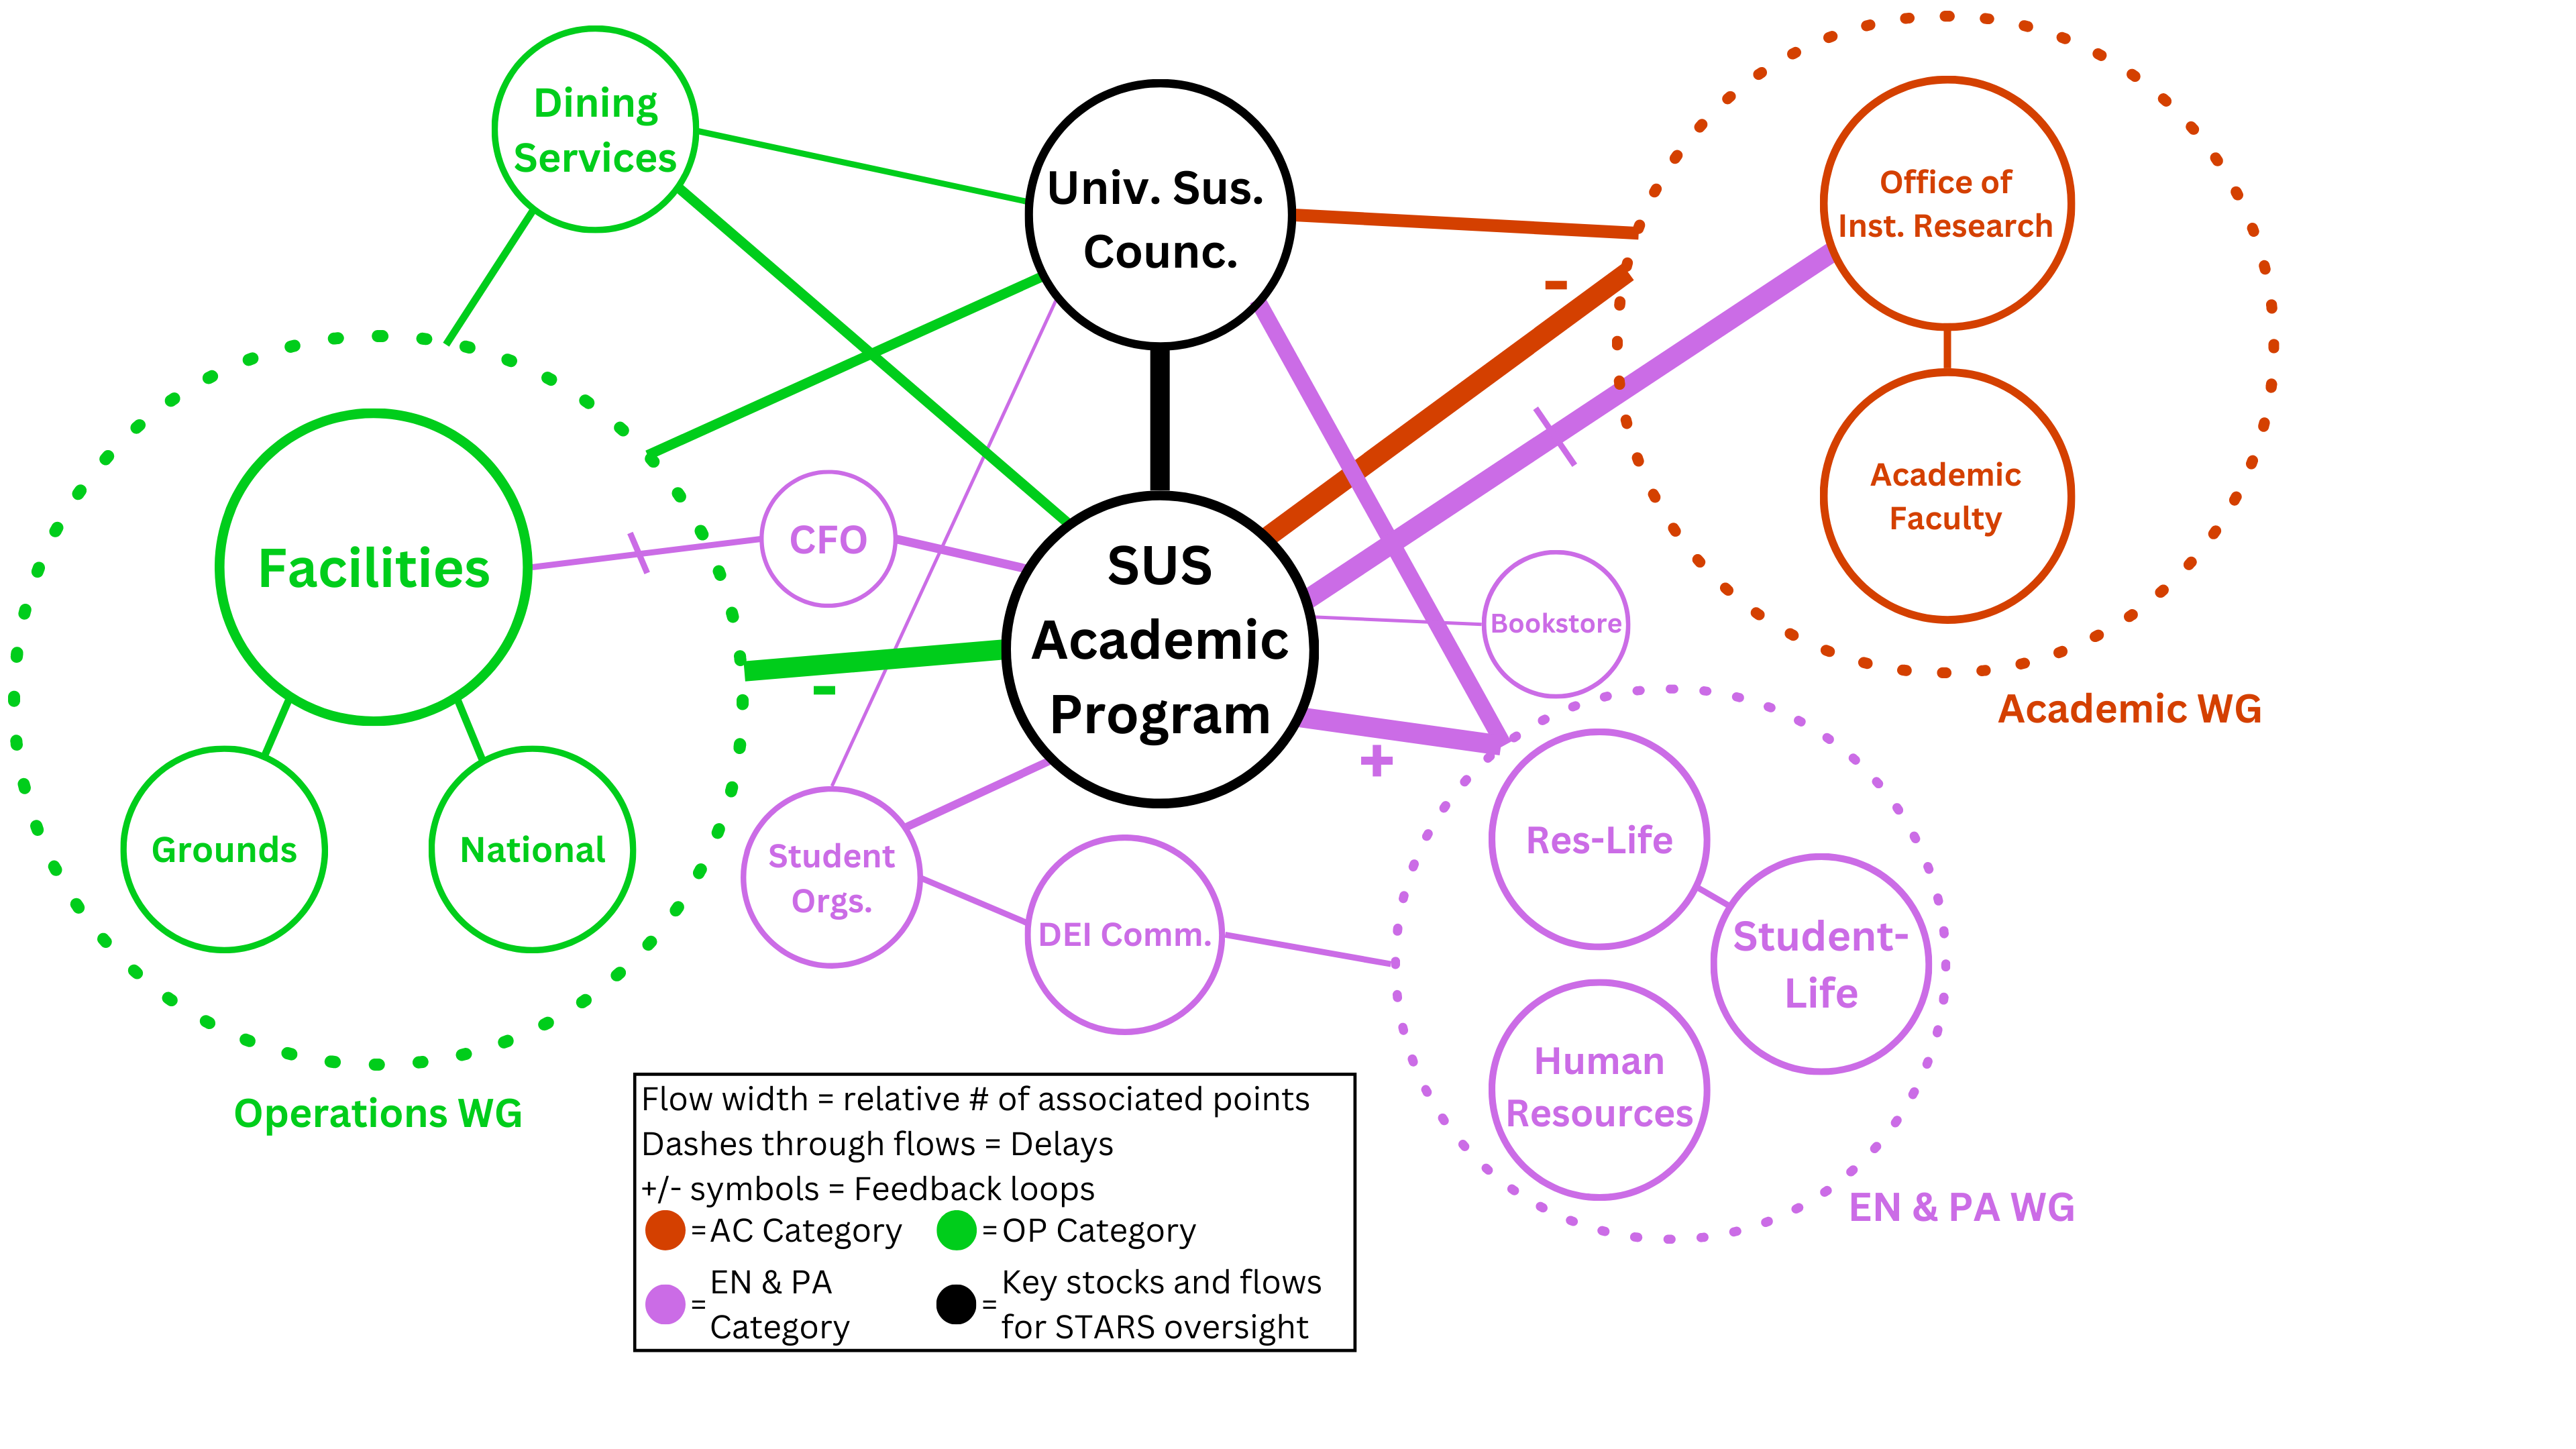 Dining
Services
Univ. Sus.
Counc.
Office of
Inst. Research
-
Academic
Faculty
Facilities
CFO
SUS
Academic
Program
Bookstore
-
+
Academic WG
Grounds
National
Student
Orgs.
DEI Comm.
Res-Life
Student-
Life
Human
Resources
Operations WG
EN & PA WG
Flow width = relative # of associated points
Dashes through flows = Delays
+/- symbols = Feedback loops
= AC Category
= OP Category
= EN & PA
Category
= Key stocks and flows
for STARS oversight